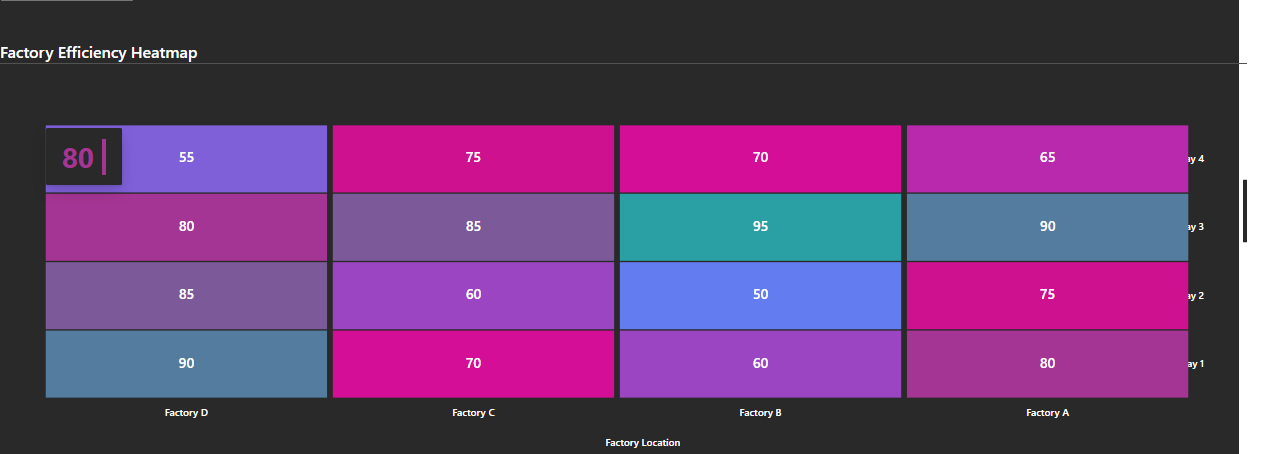 Factory Efficiency Heatmap
80
55 75 70 65 ay 4
80 85 95 90 ay 3
85 60 50 75 ay 2
90 70 60 80 ay 1
Factory D Factory C Factory B Factory A
Factory Location